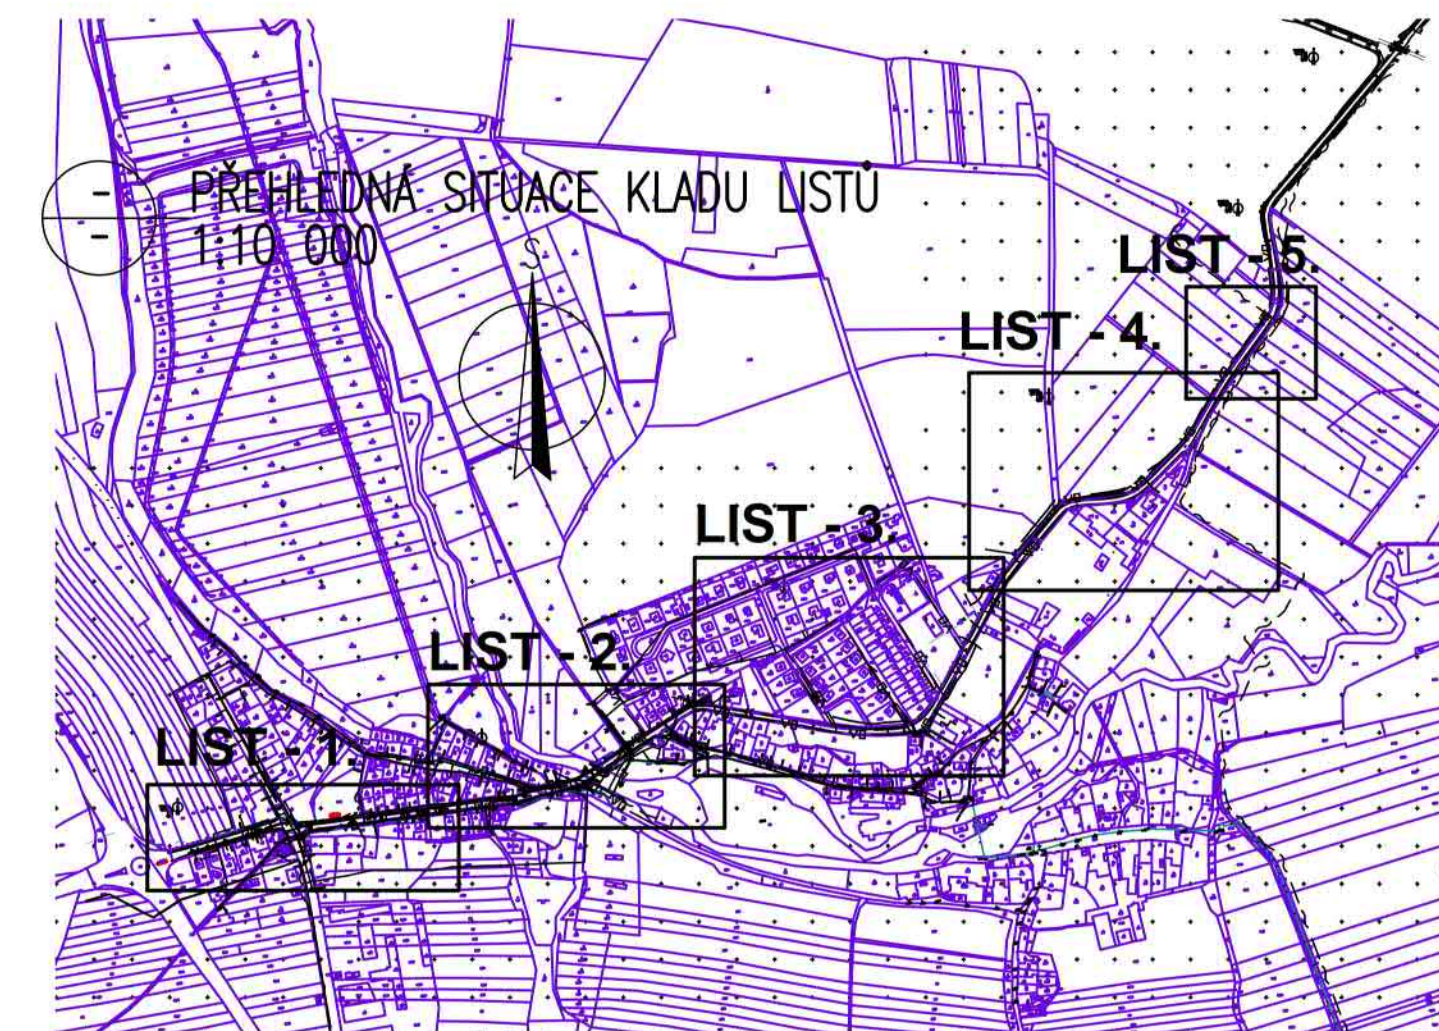 PŘEHLEDNÁ SITUACE KLADU LISTŮ
1:10 000
S
LIST - 5.
LIST - 4.
LIST - 3.
LIST - 2.
LIST - 1.